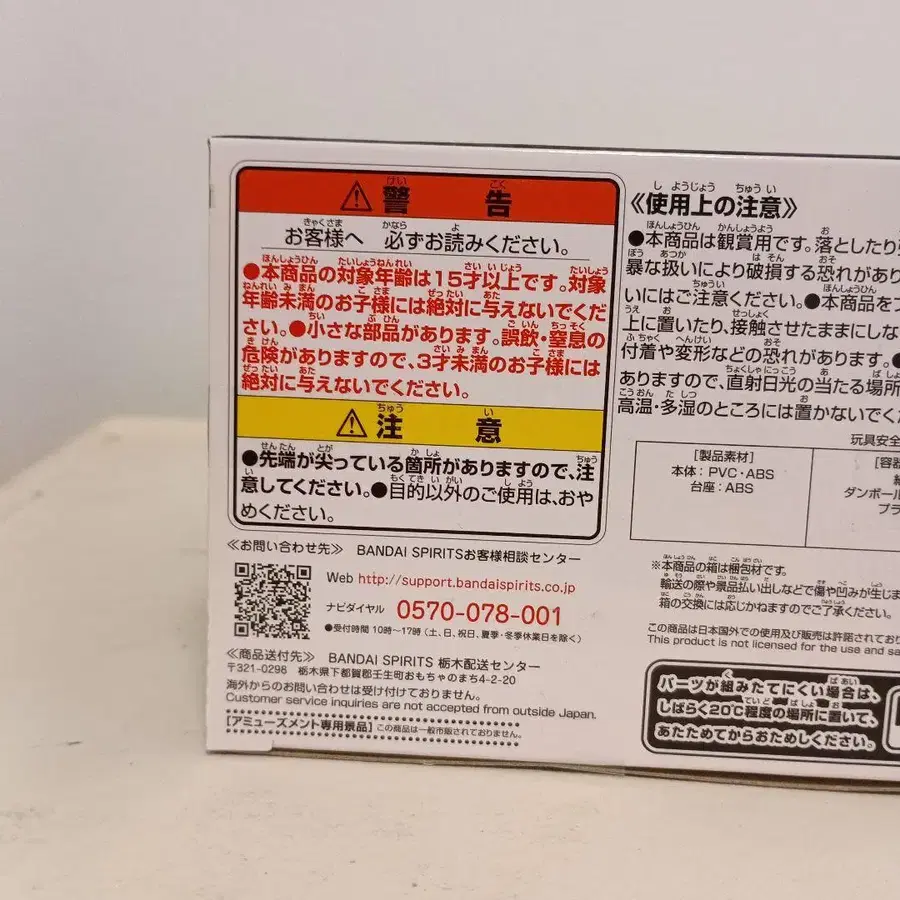 ⚠警告
お客様へ 必ずお読みください。
●本商品の対象年齢は15才以上です。対象
年齢未満のお子様には絶対に与えないでくだ
さい。●小さな部品があります。誤飲・窒息の
危険がありますので、3才未満のお子様には
絶対に与えないでください。
⚠注意
●先端が尖っている箇所がありますので、注
意してください。●目的以外のご使用は、おや
めください。
≪お問い合わせ先≫ BANDAI SPIRITSお客様相談センター
Web http://support.bandaispirits.co.jp
ナビダイヤル 0570-078-001
●受付時間 10時〜17時(土、日、祝日、夏季・冬季休業日を除く)
≪商品送付先≫ BANDAI SPIRITS 栃木配送センター
〒321-0298 栃木県下都賀郡壬生町おもちゃのまち4-2-20
海外からのお問い合わせは受け付けておりません。
Customer service inquiries are not accepted from outside Japan.
[アミューズメント専用景品] この商品は一般市販されておりません。
《使用上の注意》
●本商品は観賞用です。落としたり
暴な扱いにより破損する恐れがあり
いにはご注意ください。●本商品を
上に置いたり、接触させたままにしな
付着や変形などの恐れがあります。
ありますので、直射日光の当たる場所
高温・多湿のところには置かないでく
玩具安全
[製品素材]
本体:PVC・ABS
台座:ABS
ダンボール
プラ
※本商品の箱は梱包材です。
輸送の際や景品払い出しなどで傷や凹みが生じま
箱の交換には応じかねますのでご了承ください。
この商品は日本国外での使用及び販売は許諾されてお
This product is not licensed for the use and sa
パーツが組みたてにくい場合は、
しばらく20℃程度の場所に置いて、
あたためてからおためしください。